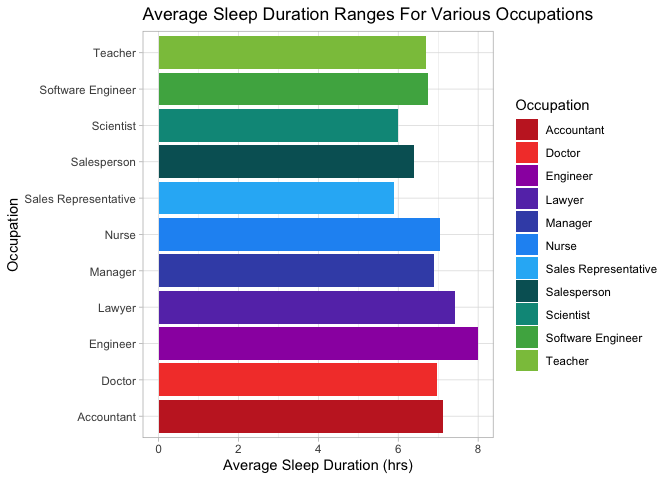 Average Sleep Duration Ranges For Various Occupations
Occupation
Teacher
Software Engineer
Scientist
Salesperson
Sales Representative
Nurse
Manager
Lawyer
Engineer
Doctor
Accountant
0 2 4 6 8
Average Sleep Duration (hrs)
Occupation
Accountant
Doctor
Engineer
Lawyer
Manager
Nurse
Sales Representative
Salesperson
Scientist
Software Engineer
Teacher